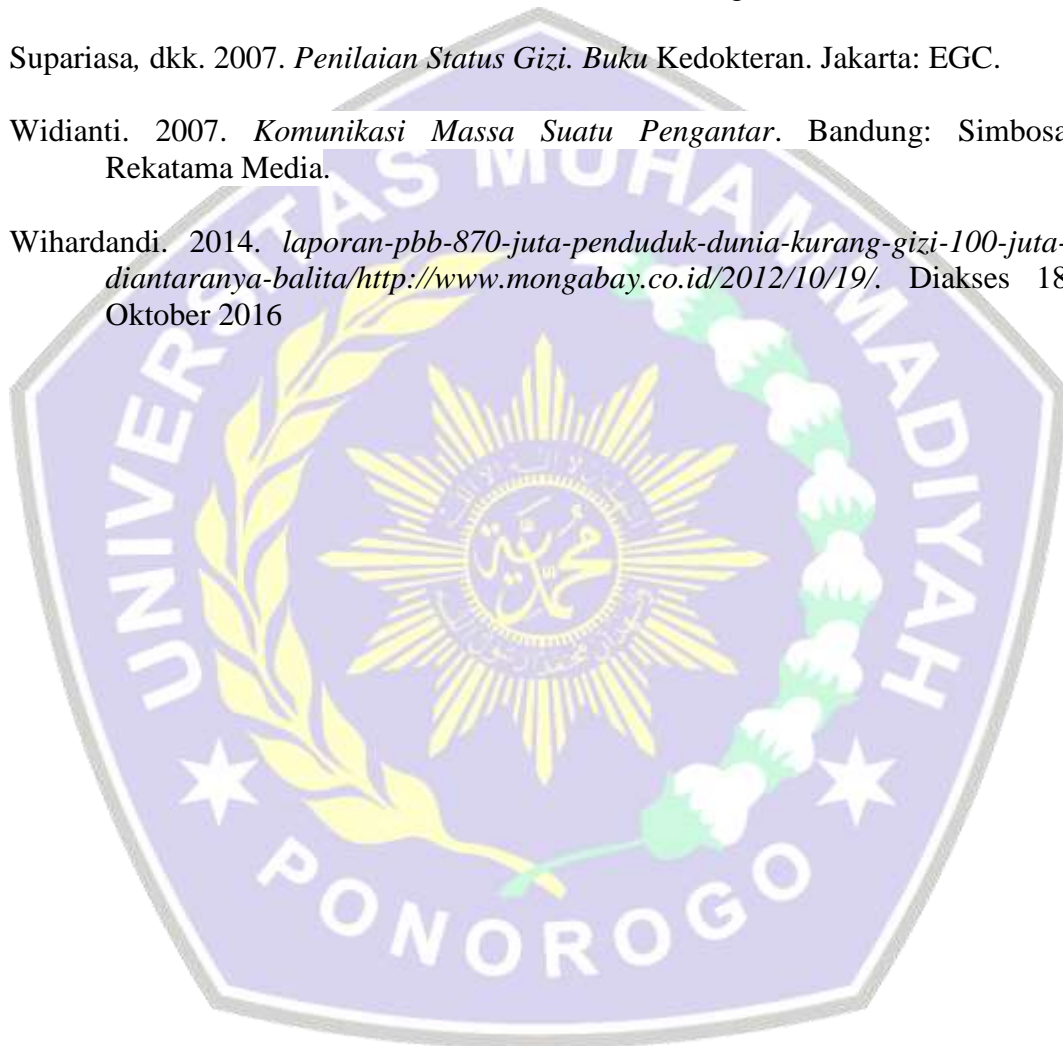 Supariasa, dkk. 2007. Penilaian Status Gizi. Buku Kedokteran. Jakarta: EGC.
Widianti. 2007. Komunikasi Massa Suatu Pengantar. Bandung: Simbosa
Rekatama Media.
Wihardandi. 2014. laporan-pbb-870-juta-penduduk-dunia-kurang-gizi-100-juta-
diantaranya-balita/http://www.mongabay.co.id/2012/10/19/. Diakses 18
Oktober 2016
UNIVERSITAS MUHAMMADIYAH
PONOROGO